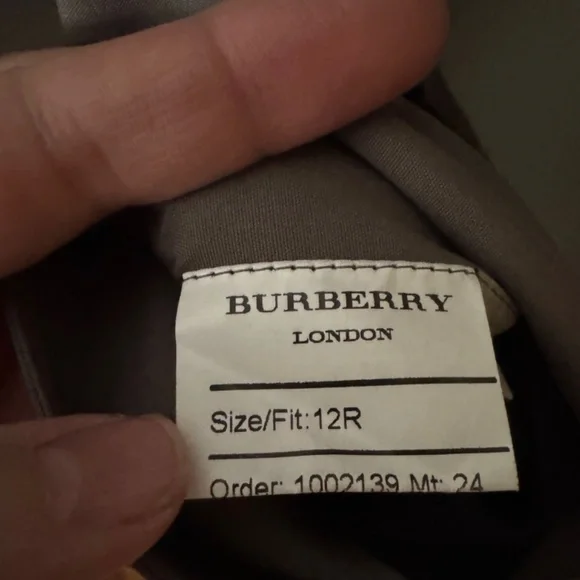 BURBERRY
LONDON
Size/Fit:12R
Order: 1002139 Mt: 24